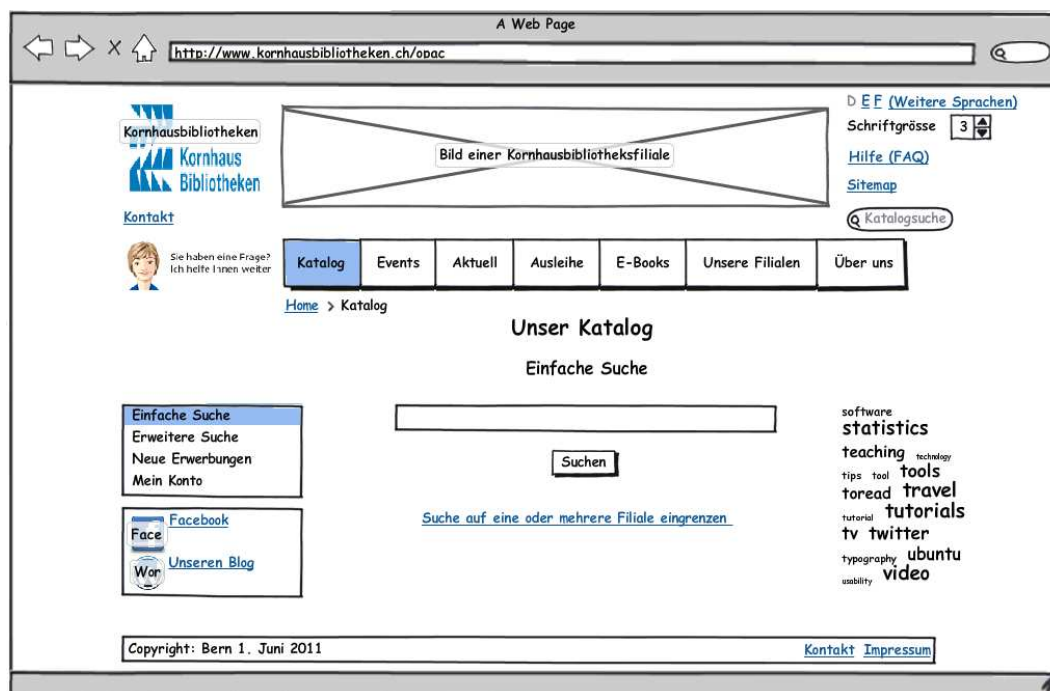 A Web Page
http://www.kornhausbibliotheken.ch/opac
D E F (Weitere Sprachen)
Kornhausbibliotheken
Schriftgrösse 3
Bild einer Kornhausbibliotheksfiliale
Kornhaus
Bibliotheken
Hilfe (FAQ)
Sitemap
Kontakt
Katalogsuche
Sie haben eine Frage?
Ich helfe Ihnen weiter
Katalog Events Aktuell Ausleihe E-Books Unsere Filialen Über uns
Home > Katalog
Unser Katalog
Einfache Suche
Einfache Suche
Erweitere Suche
Neue Erwerbungen
Mein Konto
Suchen
Suche auf eine oder mehrere Filiale eingrenzen
Facebook
Face
Unseren Blog
Wor
software
statistics
teaching technology
tips tool tools
toread travel
tutorial tutorials
tv twitter
typography ubuntu
usability video
Copyright: Bern 1. Juni 2011
Kontakt Impressum